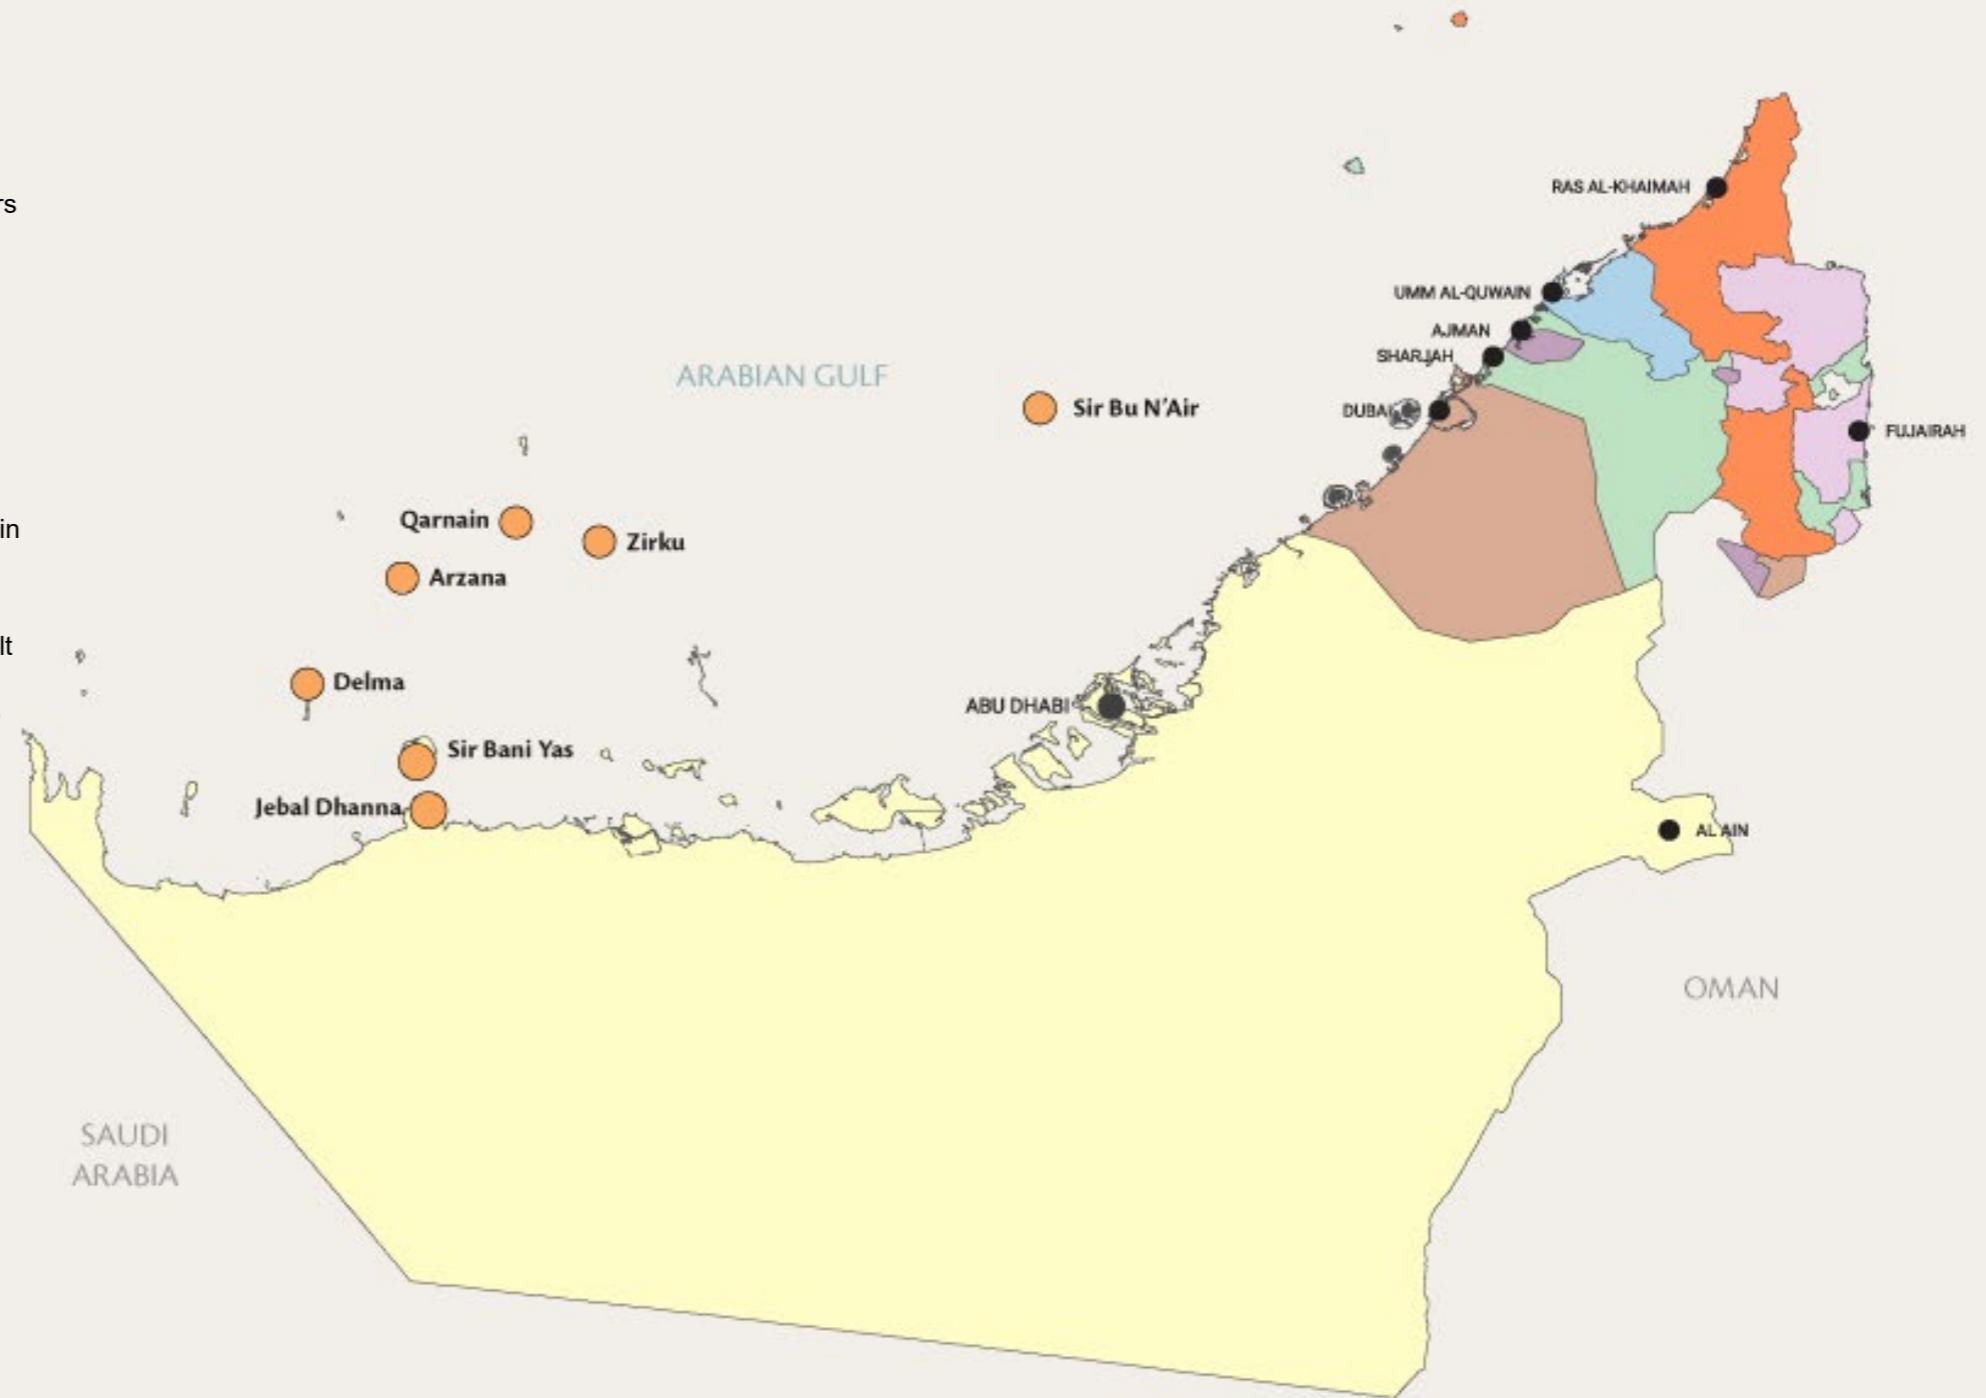 RAS AL-KHAIMAH
rs
UMM AL-QUWAIN
AJMAN
SHARJAH
ARABIAN GULF
Sir Bu N'Air
DUBAI
FUJAIRAH
Qarnain
in
Zirku
Arzana
lt
Delma
ABU DHABI
Sir Bani Yas
Jebal Dhanna
AL AIN
OMAN
SAUDI
ARABIA